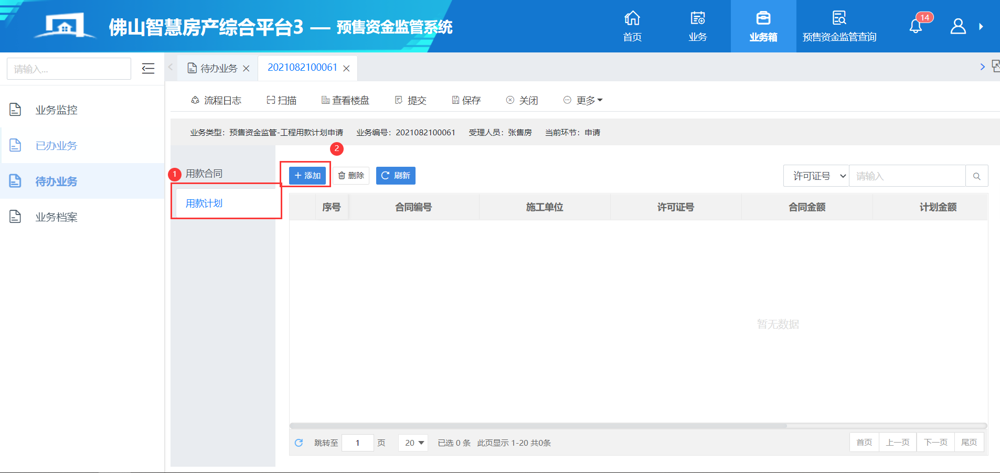 佛山智慧房产综合平台3 — 预售资金监管系统
首页
业务
业务箱
预售资金监管查询
14
请输入...
待办业务
2021082100061
业务监控
已办业务
待办业务
业务档案
流程日志 扫描 查看楼盘 提交 保存 关闭 更多
业务类型：预售资金监管-工程用款计划申请 业务编号：2021082100061 受理人员：张售房 当前环节：申请
1
用款合同
用款计划
2
添加 删除 刷新
许可证号 请输入
序号 合同编号 施工单位 许可证号 合同金额 计划金额
暂无数据
跳转至 1 页 20 已选 0 条 此页显示 1-20 共0条
首页 上一页 下一页 尾页